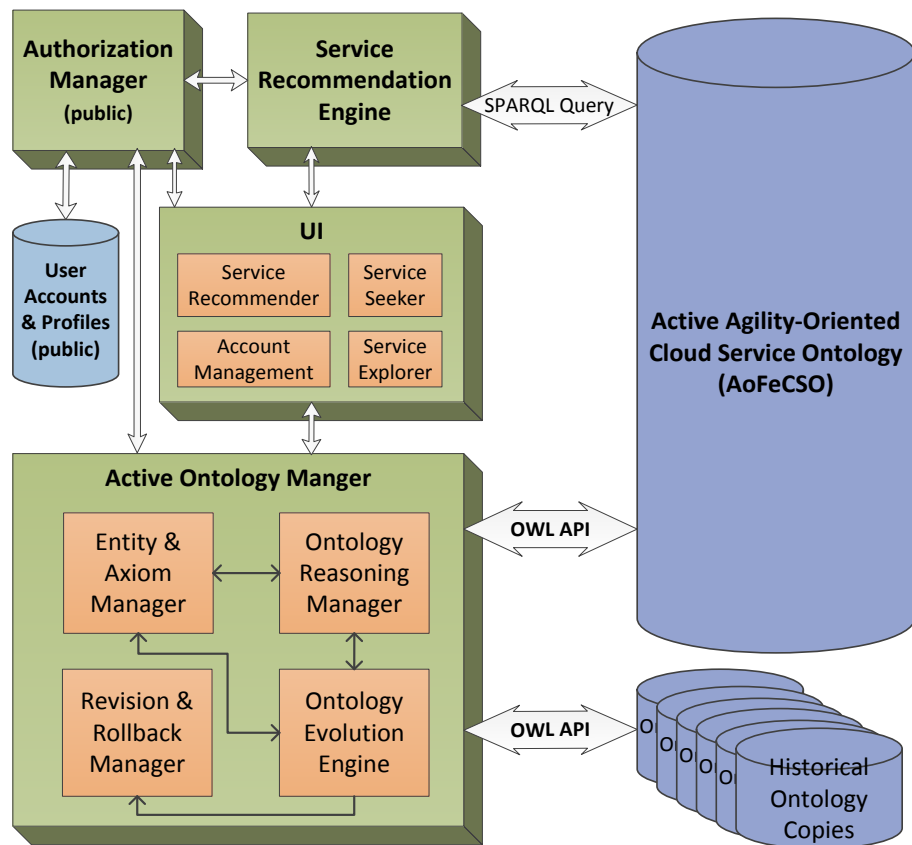 Authorization
Manager
(public)
Service
Recommendation
Engine
SPARQL Query
User
Accounts
& Profiles
(public)
UI
Service
Recommender
Service
Seeker
Account
Management
Service
Explorer
Active Agility-Oriented
Cloud Service Ontology
(AoFeCSO)
Active Ontology Manger
Entity &
Axiom
Manager
Ontology
Reasoning
Manager
Revision &
Rollback
Manager
Ontology
Evolution
Engine
OWL API
OWL API
Historical
Ontology
Copies